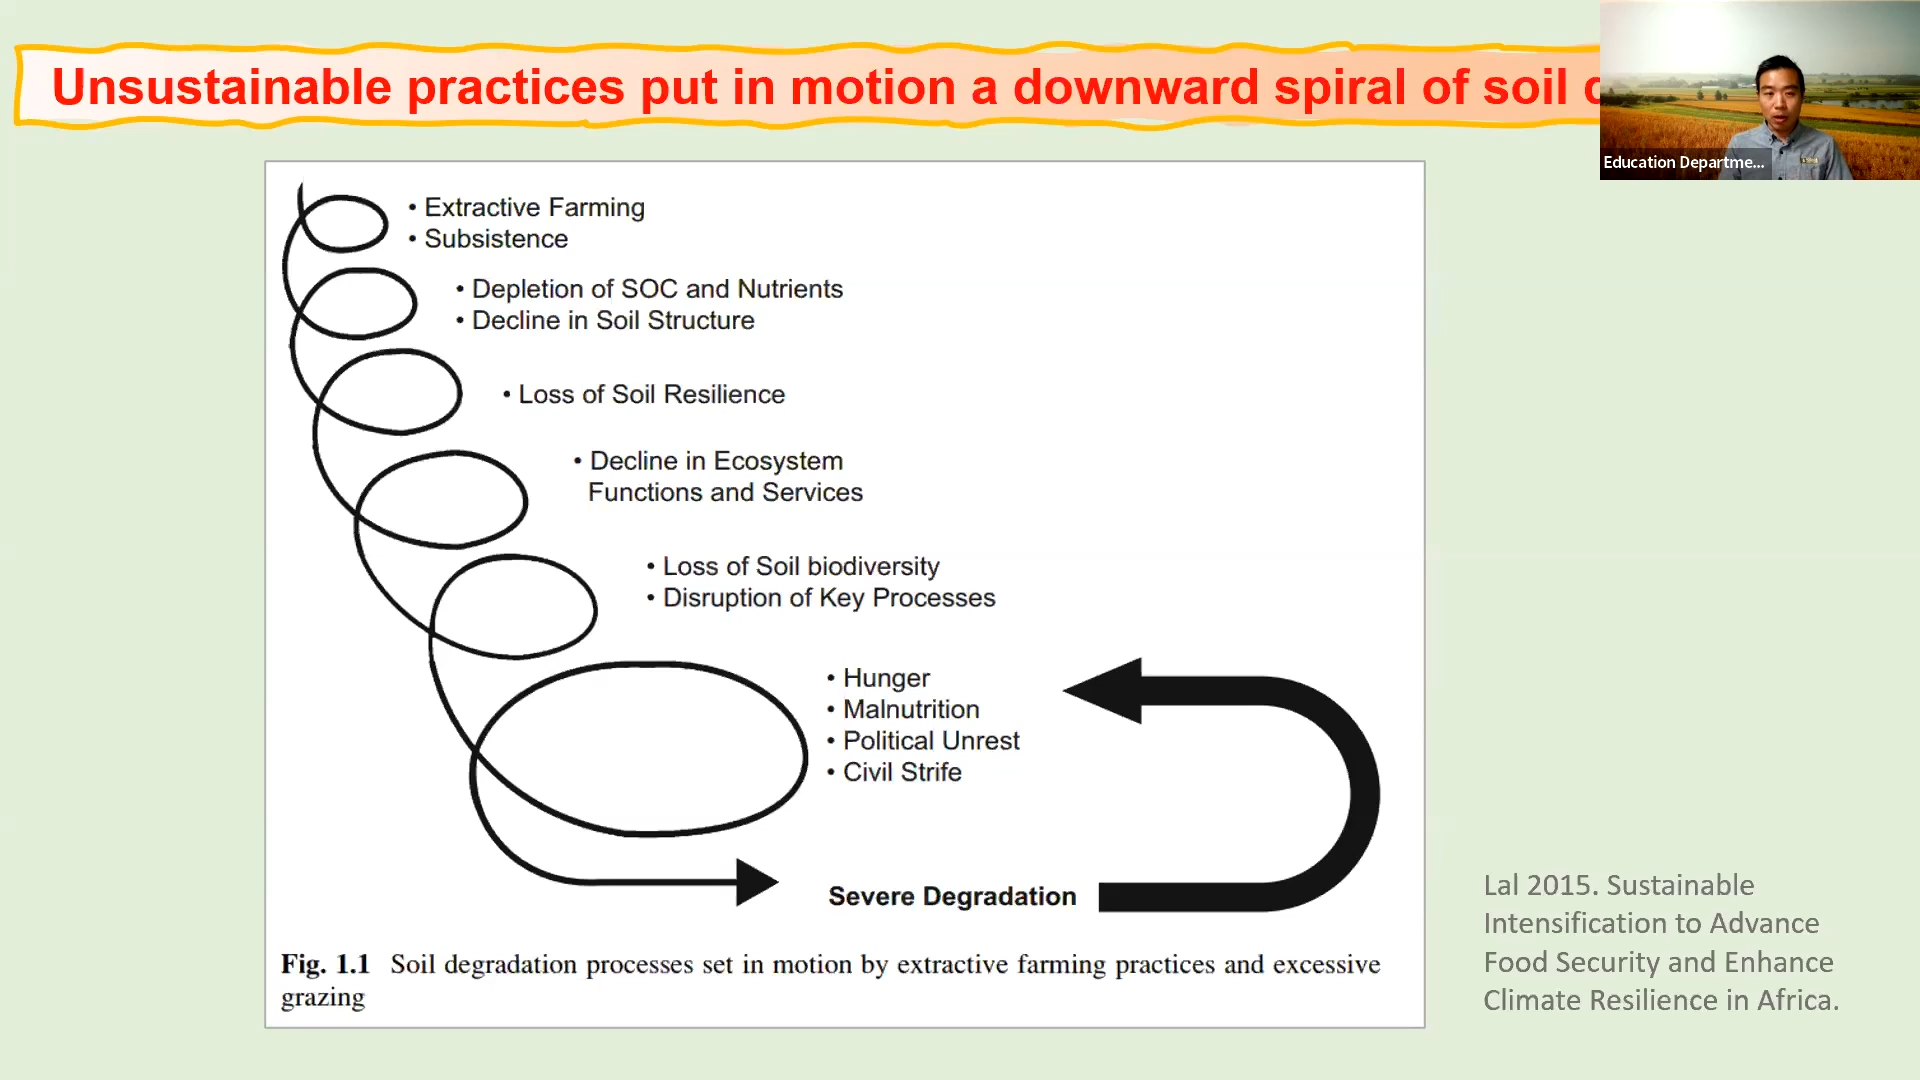 Unsustainable practices put in motion a downward spiral of soil
Education Departme...
• Extractive Farming
• Subsistence
• Depletion of SOC and Nutrients
• Decline in Soil Structure
• Loss of Soil Resilience
• Decline in Ecosystem
Functions and Services
• Loss of Soil biodiversity
• Disruption of Key Processes
• Hunger
• Malnutrition
• Political Unrest
• Civil Strife
Severe Degradation
Fig. 1.1 Soil degradation processes set in motion by extractive farming practices and excessive
grazing
Lal 2015. Sustainable
Intensification to Advance
Food Security and Enhance
Climate Resilience in Africa.